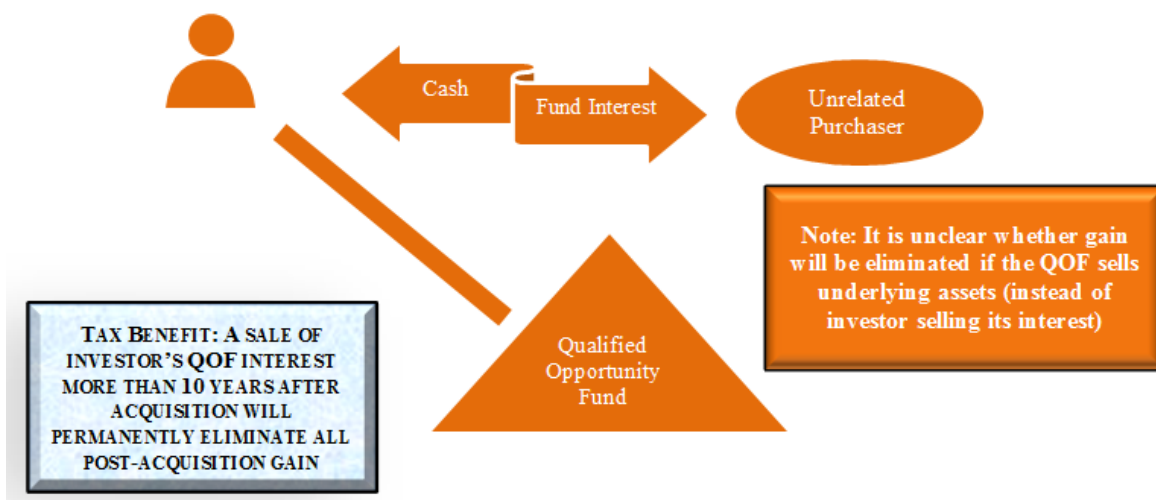 Cash
Fund Interest
Unrelated
Purchaser
Note: It is unclear whether gain
will be eliminated if the QOF sells
underlying assets (instead of
investor selling its interest)
TAX BENEFIT: A SALE OF
INVESTOR'S QOF INTEREST
MORE THAN 10 YEARS AFTER
ACQUISITION WILL
PERMANENTLY ELIMINATE ALL
POST-ACQUISITION GAIN
Qualified
Opportunity
Fund